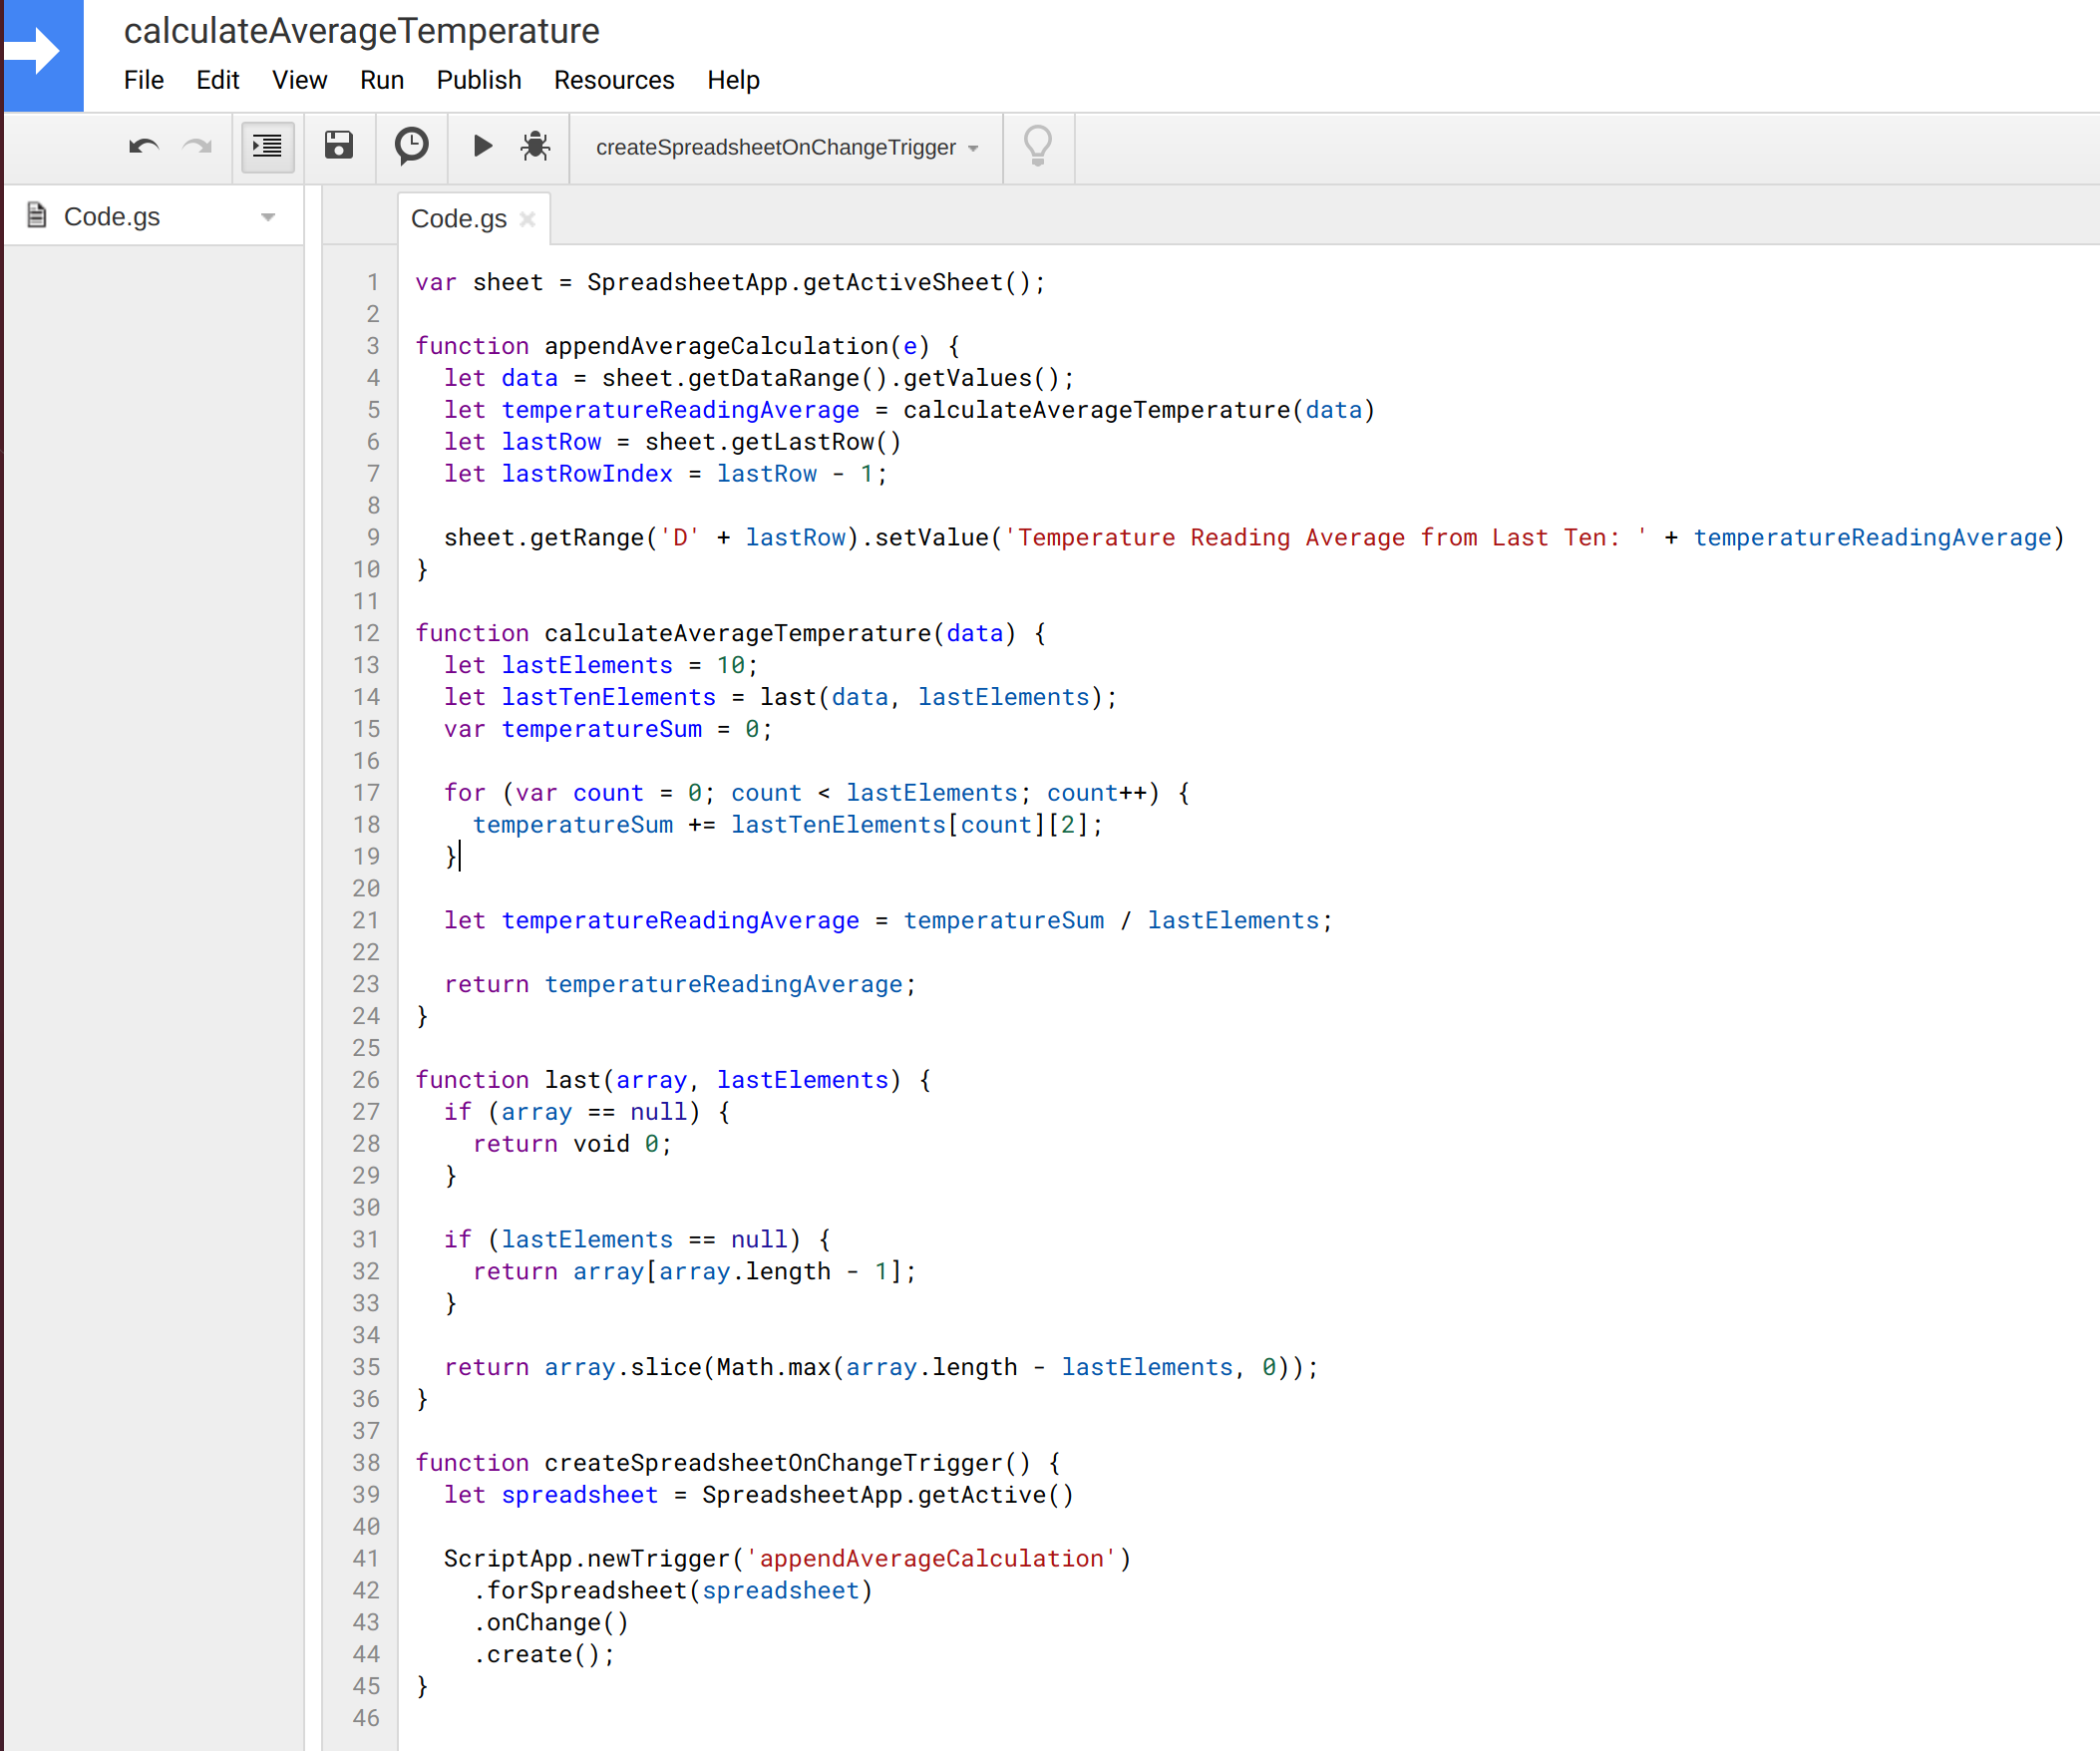 calculateAverageTemperature
File Edit View Run Publish Resources Help
createSpreadsheetOnChangeTrigger
Code.gs
Code.gs
1 var sheet = SpreadsheetApp.getActiveSheet();
2
3 function appendAverageCalculation(e) {
4   let data = sheet.getDataRange().getValues();
5   let temperatureReadingAverage = calculateAverageTemperature(data)
6   let lastRow = sheet.getLastRow()
7   let lastRowIndex = lastRow - 1;
8
9   sheet.getRange('D' + lastRow).setValue('Temperature Reading Average from Last Ten: ' + temperatureReadingAverage)
10 }
11
12 function calculateAverageTemperature(data) {
13   let lastElements = 10;
14   let lastTenElements = last(data, lastElements);
15   var temperatureSum = 0;
16
17   for (var count = 0; count < lastElements; count++) {
18     temperatureSum += lastTenElements[count][2];
19   }
20
21   let temperatureReadingAverage = temperatureSum / lastElements;
22
23   return temperatureReadingAverage;
24 }
25
26 function last(array, lastElements) {
27   if (array == null) {
28     return void 0;
29   }
30
31   if (lastElements == null) {
32     return array[array.length - 1];
33   }
34
35   return array.slice(Math.max(array.length - lastElements, 0));
36 }
37
38 function createSpreadsheetOnChangeTrigger() {
39   let spreadsheet = SpreadsheetApp.getActive()
40
41   ScriptApp.newTrigger('appendAverageCalculation')
42     .forSpreadsheet(spreadsheet)
43     .onChange()
44     .create();
45 }
46